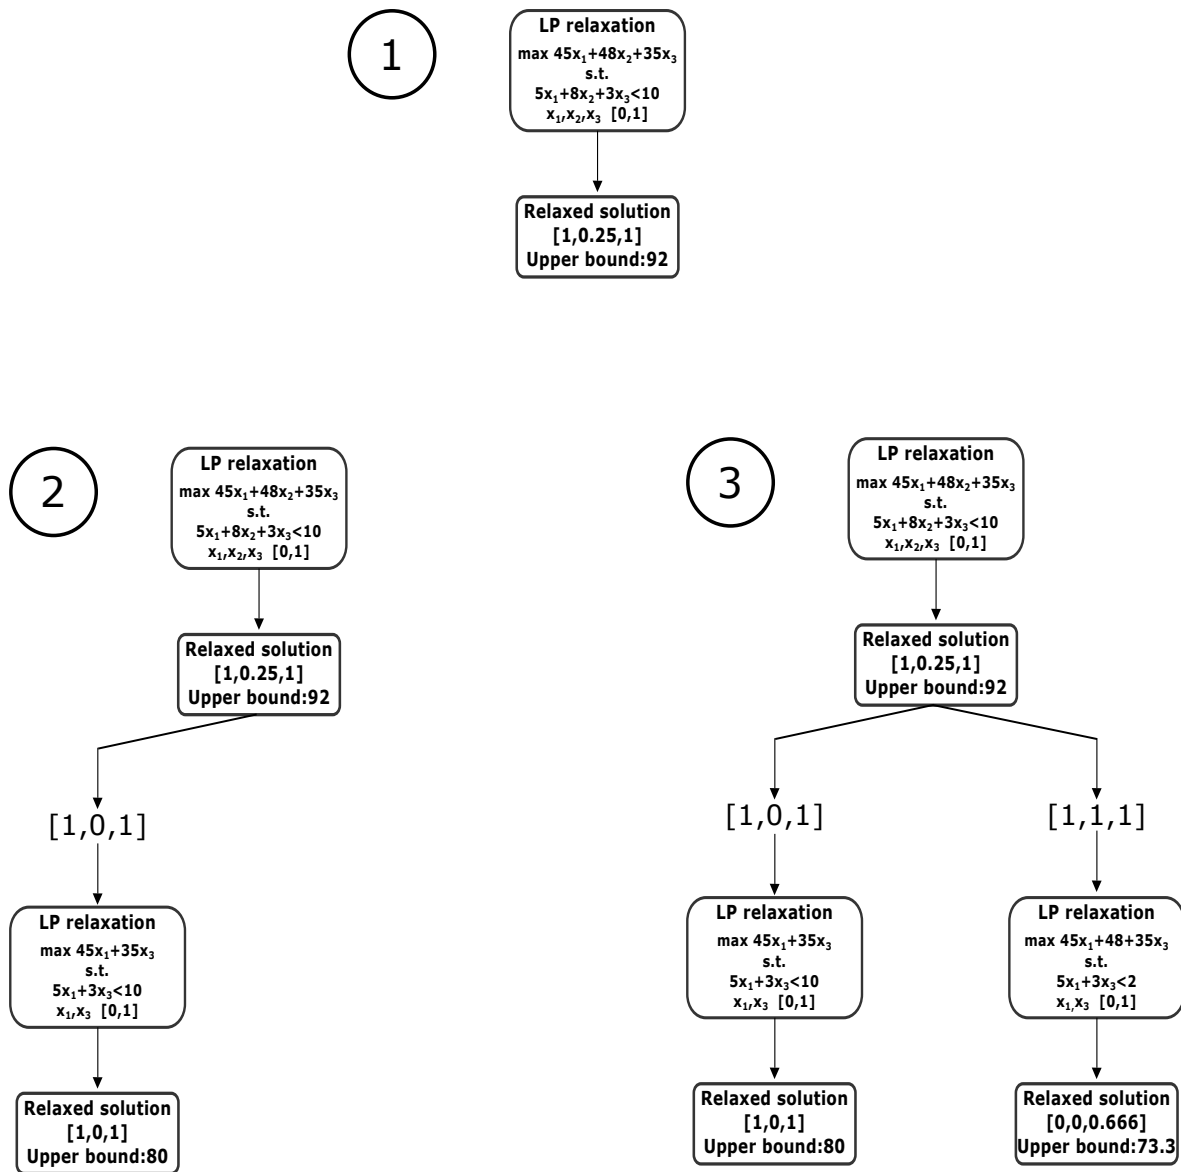 1
LP relaxation
max 45x₁+48x₂+35x₃
s.t.
5x₁+8x₂+3x₃<10
x₁,x₂,x₃ [0,1]
Relaxed solution
[1,0.25,1]
Upper bound:92
2
LP relaxation
max 45x₁+48x₂+35x₃
s.t.
5x₁+8x₂+3x₃<10
x₁,x₂,x₃ [0,1]
Relaxed solution
[1,0.25,1]
Upper bound:92
[1,0,1]
LP relaxation
max 45x₁+35x₃
s.t.
5x₁+3x₃<10
x₁,x₃ [0,1]
Relaxed solution
[1,0,1]
Upper bound:80
3
LP relaxation
max 45x₁+48x₂+35x₃
s.t.
5x₁+8x₂+3x₃<10
x₁,x₂,x₃ [0,1]
Relaxed solution
[1,0.25,1]
Upper bound:92
[1,0,1]
LP relaxation
max 45x₁+35x₃
s.t.
5x₁+3x₃<10
x₁,x₃ [0,1]
Relaxed solution
[1,0,1]
Upper bound:80
[1,1,1]
LP relaxation
max 45x₁+48+35x₃
s.t.
5x₁+3x₃<2
x₁,x₃ [0,1]
Relaxed solution
[0,0,0.666]
Upper bound:73.3